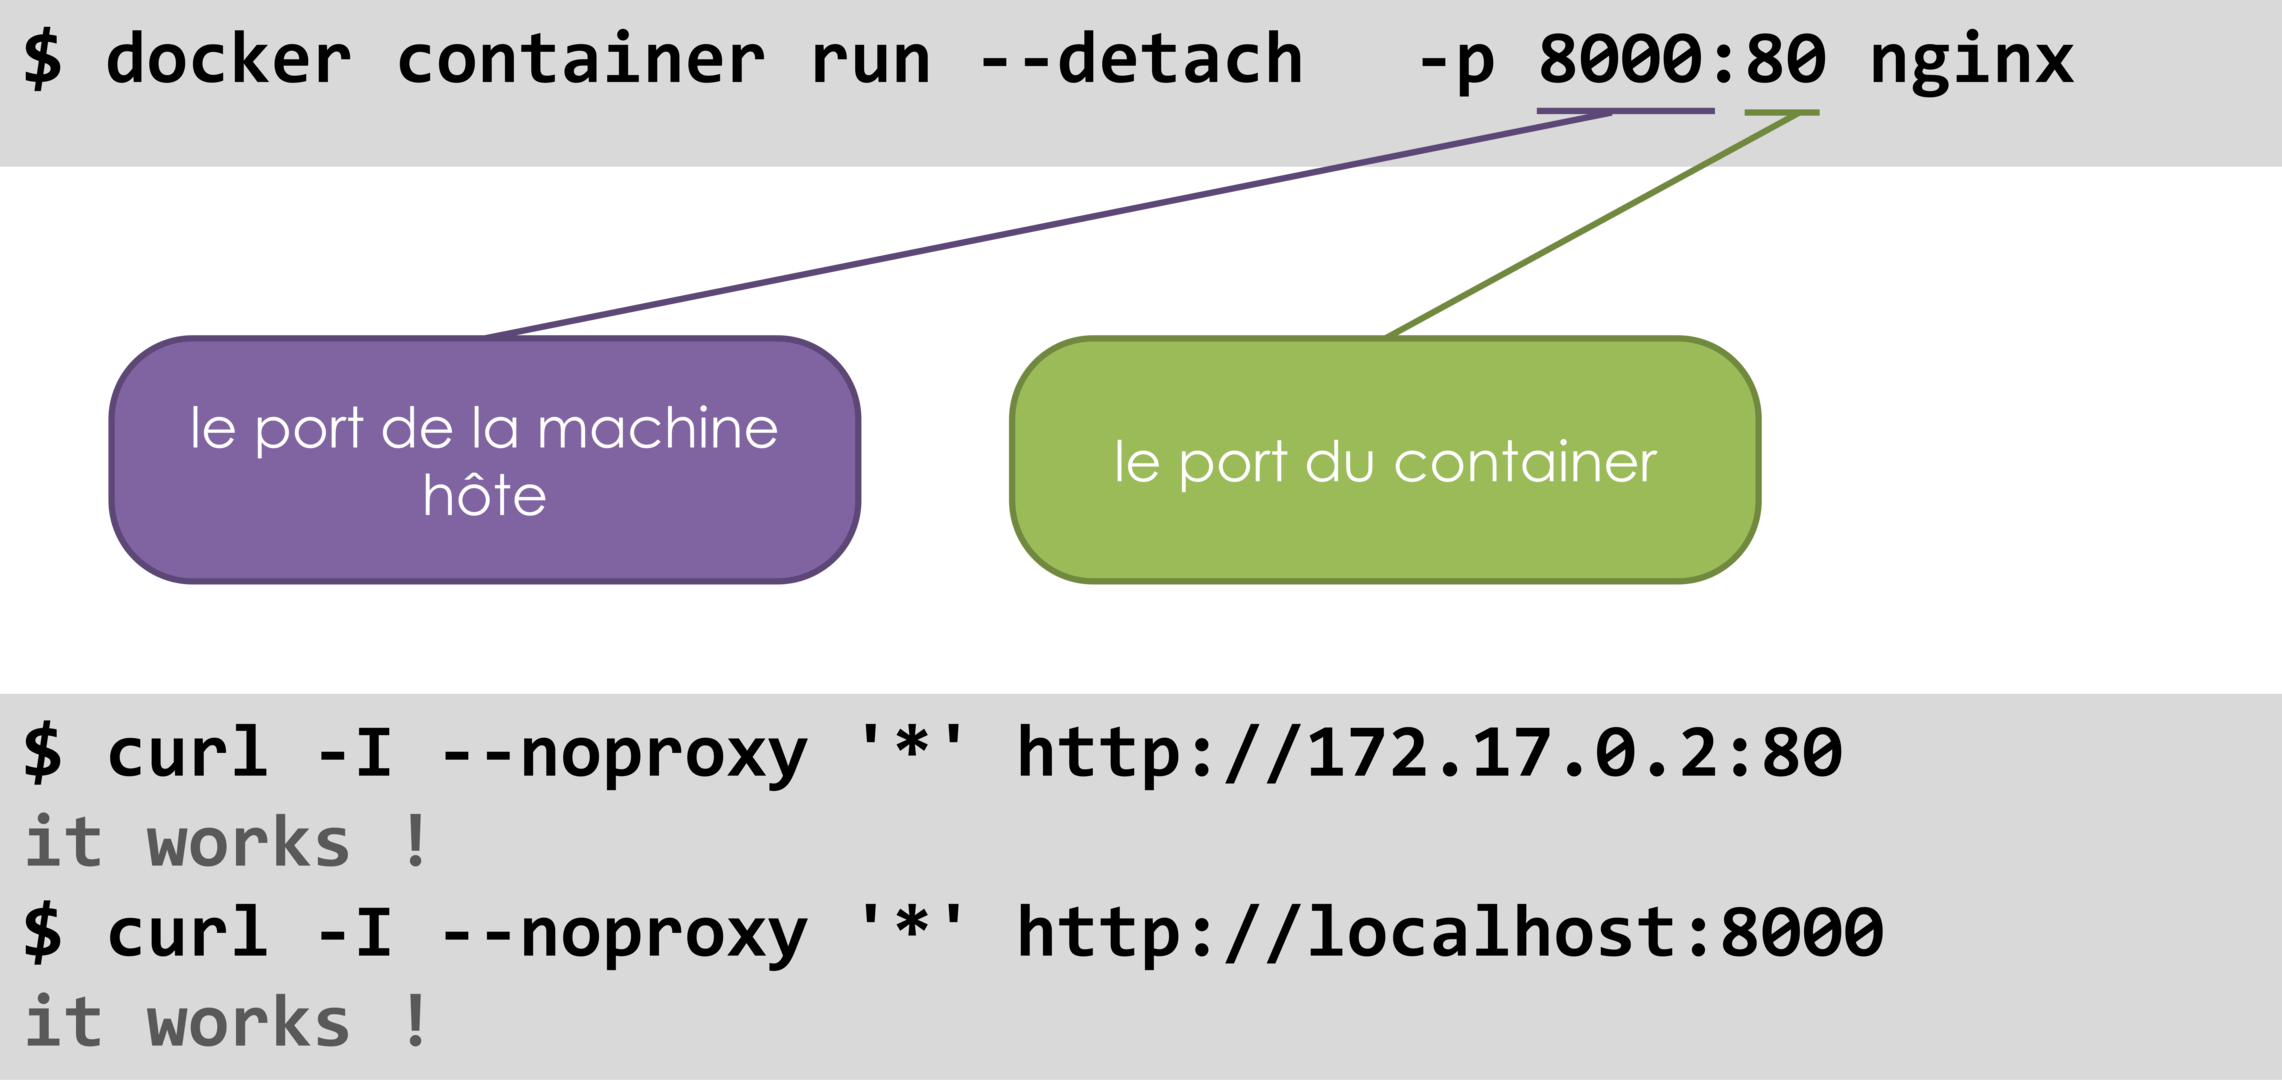 $ docker container run --detach   -p 8000:80 nginx
le port de la machine
hôte
le port du container
$ curl -I --noproxy '*' http://172.17.0.2:80
it works !
$ curl -I --noproxy '*' http://localhost:8000
it works !